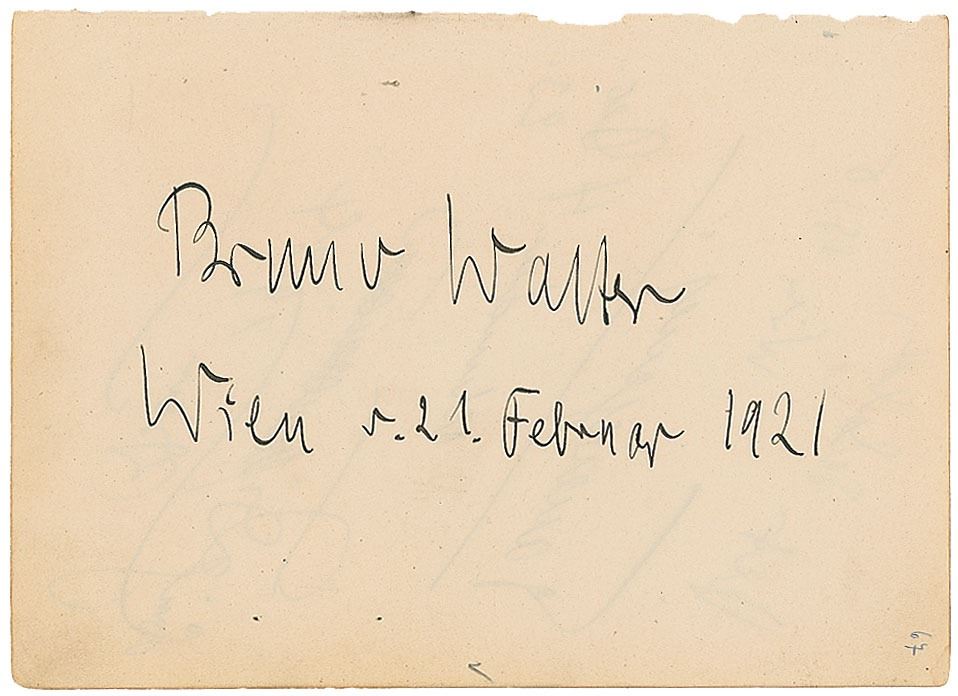 Bruno Walter
Wien d. 21. Februar 1921